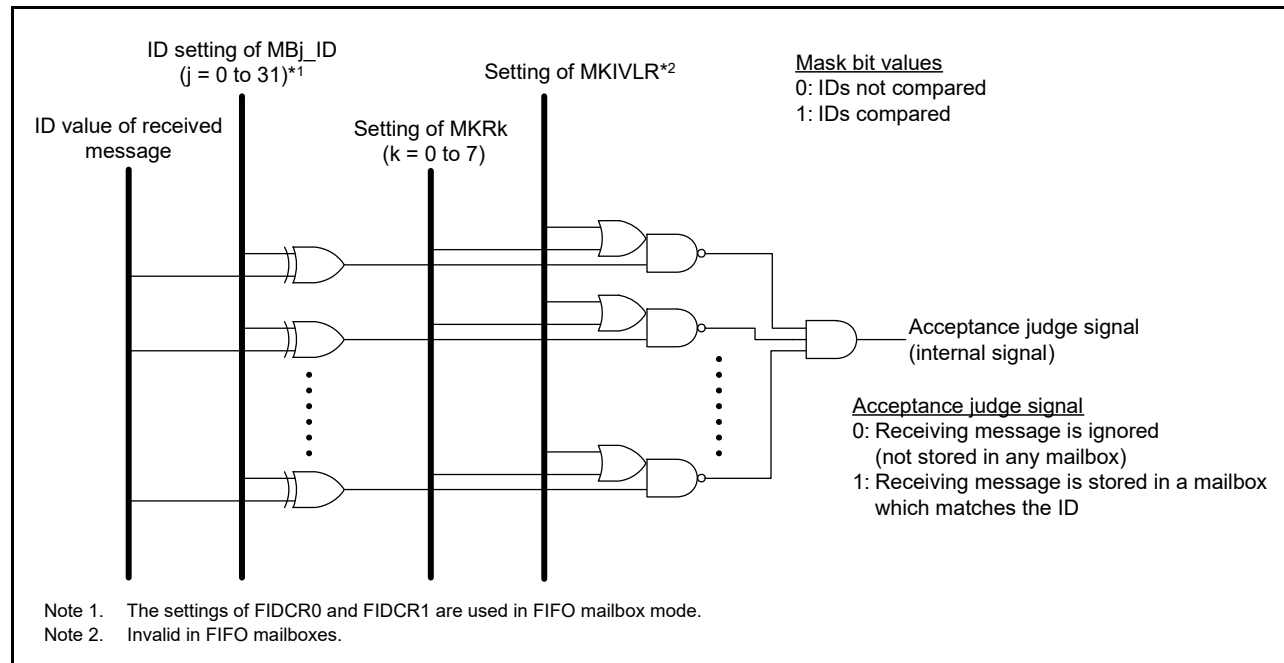 ID setting of MBj_ID
(j = 0 to 31)*1
Setting of MKIVLR*2
Mask bit values
0: IDs not compared
1: IDs compared
ID value of received
message
Setting of MKRk
(k = 0 to 7)
Acceptance judge signal
(internal signal)
Acceptance judge signal
0: Receiving message is ignored
(not stored in any mailbox)
1: Receiving message is stored in a mailbox
which matches the ID
Note 1. The settings of FIDCR0 and FIDCR1 are used in FIFO mailbox mode.
Note 2. Invalid in FIFO mailboxes.